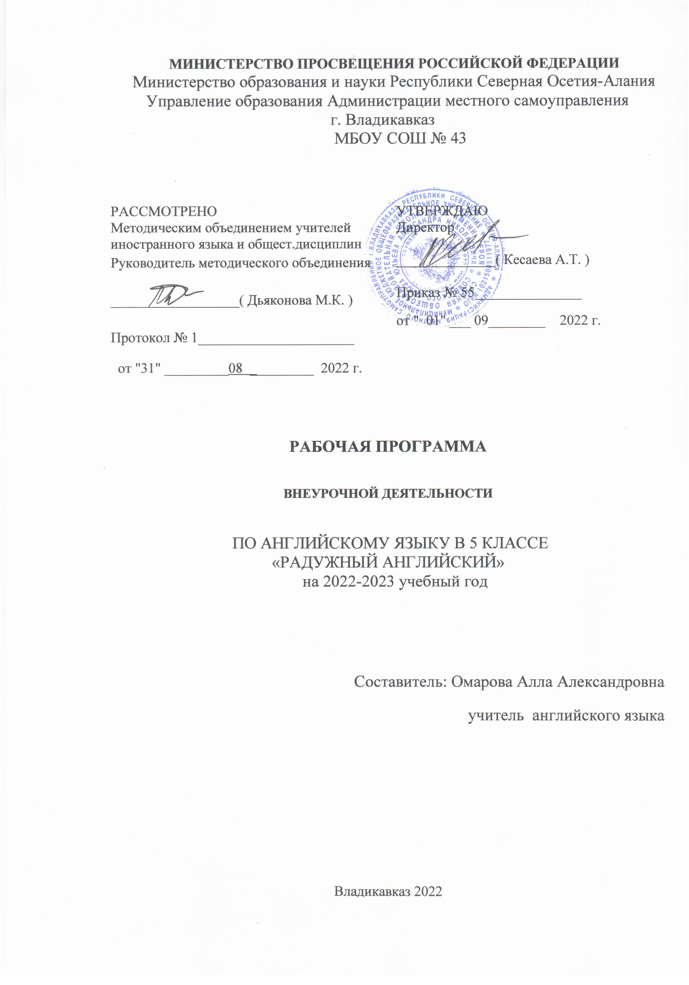 МИНИСТЕРСТВО ПРОСВЕЩЕНИЯ РОССИЙСКОЙ ФЕДЕРАЦИИ
Министерство образования и науки Республики Северная Осетия-Алания
Управление образования Администрации местного самоуправления
г. Владикавказ
МБОУ СОШ № 43
РАССМОТРЕНО
Методическим объединением учителей
иностранного языка и общест.дисциплин
Руководитель методического объединения
__________________( Дьяконова М.К. )
Протокол № 1______________________
от "31" _________08 _________ 2022 г.
УТВЕРЖДАЮ
Директор
( Кесаева А.Т. )
Приказ № 55_______________
от " 01" ___ 09________ 2022 г.
РАБОЧАЯ ПРОГРАММА
ВНЕУРОЧНОЙ ДЕЯТЕЛЬНОСТИ
ПО АНГЛИЙСКОМУ ЯЗЫКУ В 5 КЛАССЕ
«РАДУЖНЫЙ АНГЛИЙСКИЙ»
на 2022-2023 учебный год
Составитель: Омарова Алла Александровна
учитель английского языка
Владикавказ 2022